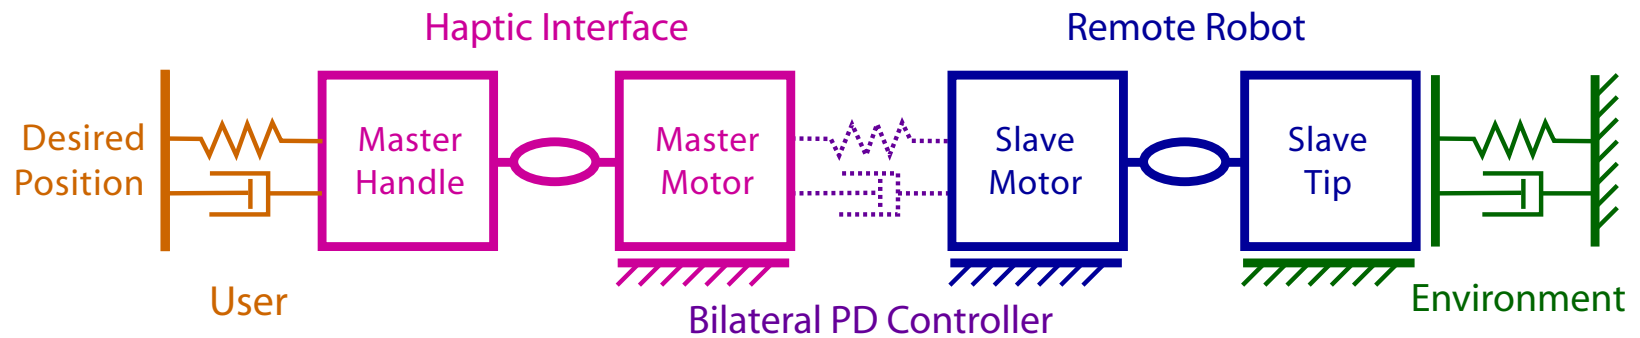 Haptic Interface
Remote Robot
Desired
Position
Master
Handle
Master
Motor
Slave
Motor
Slave
Tip
User
Bilateral PD Controller
Environment